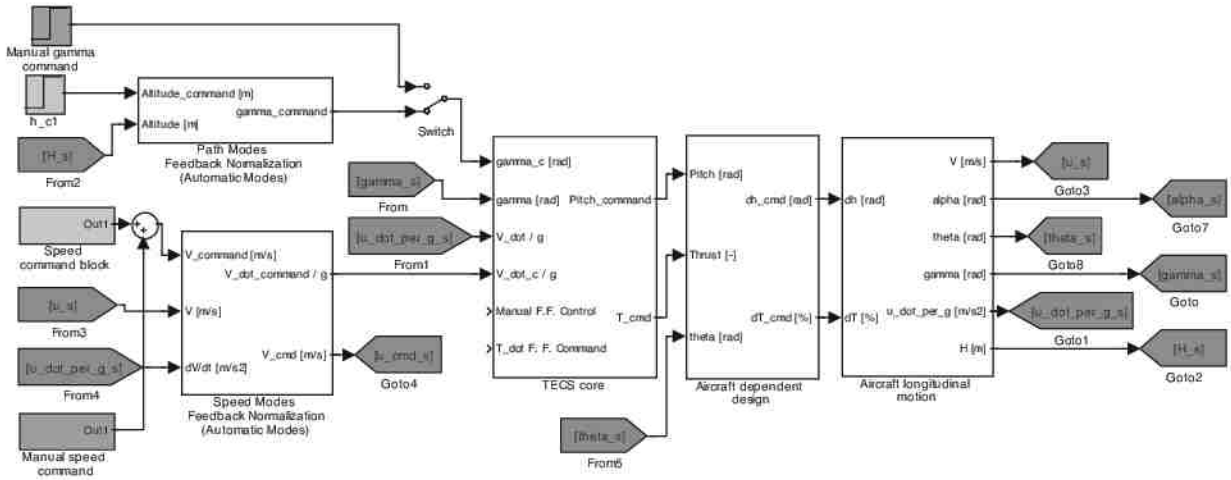 Manual gamma
command
h_c1
Altitude_command [m]
Altitude [m]
gamma_command
Path Modes
Feedback Normalization
(Automatic Modes)
[H_s]
From2
Switch
Out1
Speed
command block
[u_s]
From3
[u_dot_per_g_s]
From4
Out1
Manual speed
command
V_command [m/s]
V_dot_command / g
V [m/s]
V_cmd [m/s]
dV/dt [m/s2]
Speed Modes
Feedback Normalization
(Automatic Modes)
[gamma_s]
From
[u_dot_per_g_s]
From1
[u_cmd_s]
Goto4
gamma_c [rad]
gamma [rad]
Pitch_command
V_dot / g
V_dot_c / g
Manual F.F. Control
T_cmd
T_dot F. F. Command
TECS core
[theta_s]
From5
Pitch [rad]
dh_cmd [rad]
Thrust [-]
dT_cmd [%]
theta [rad]
Aircraft dependent
design
dh [rad]
dT [%]
V [m/s]
alpha [rad]
theta [rad]
gamma [rad]
u_dot_per_g [m/s2]
H [m]
Aircraft longitudinal
motion
[u_s]
Goto3
[alpha_s]
Goto7
[theta_s]
Goto8
[gamma_s]
Goto
[u_dot_per_g_s]
Goto1
[H_s]
Goto2